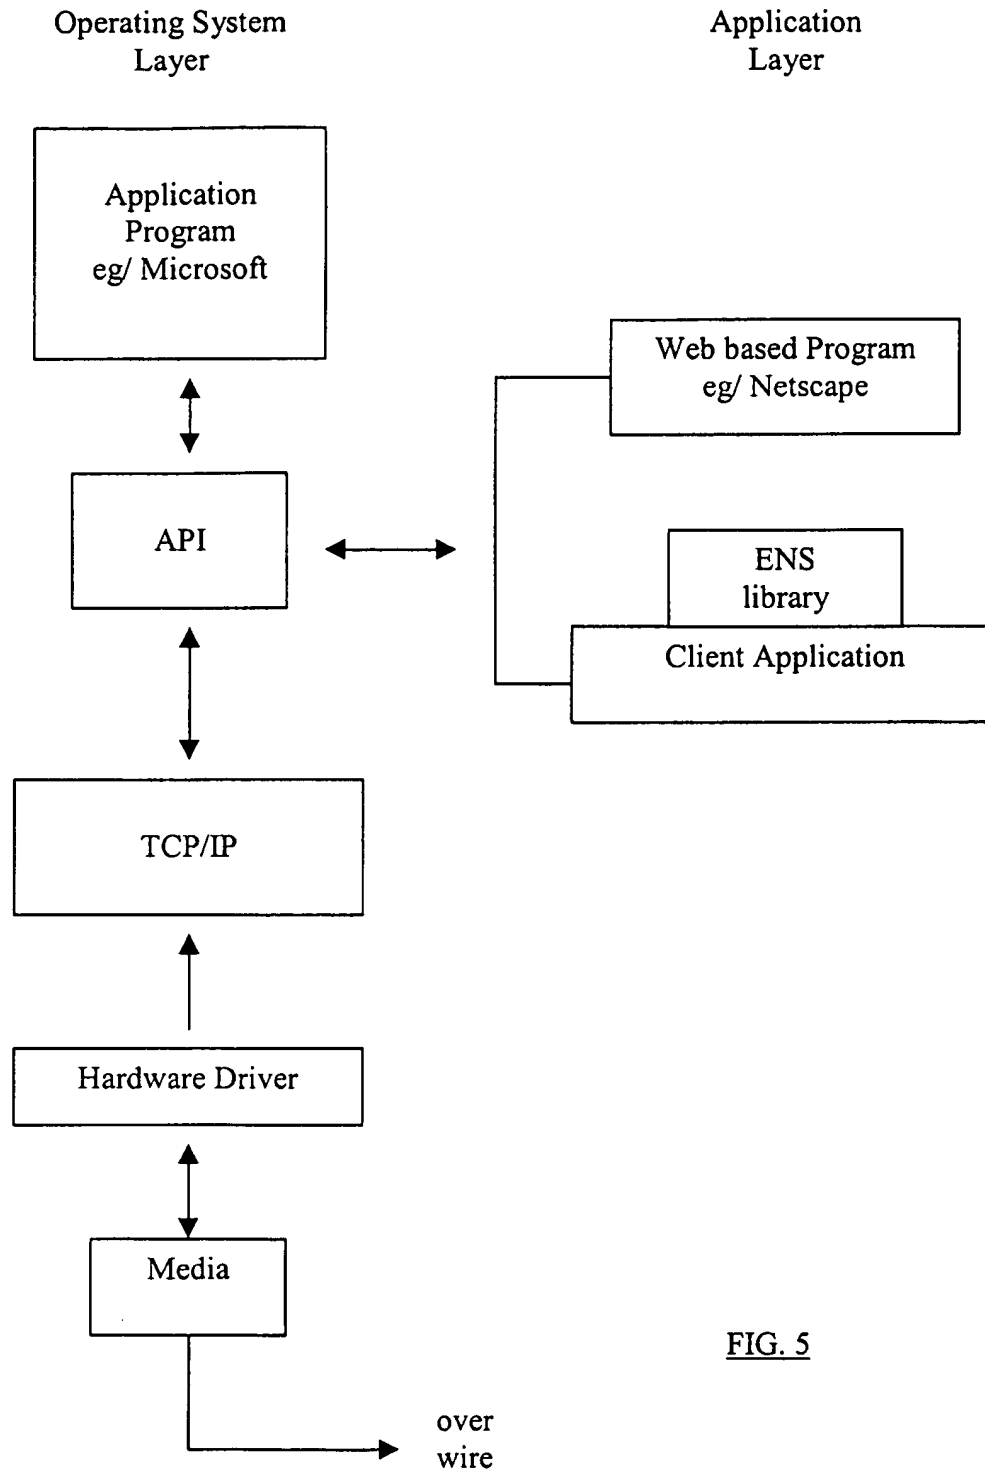 Operating System
Layer
Application
Layer
Application
Program
eg/ Microsoft
Web based Program
eg/ Netscape
API
ENS
library
Client Application
TCP/IP
Hardware Driver
Media
FIG. 5
over
wire